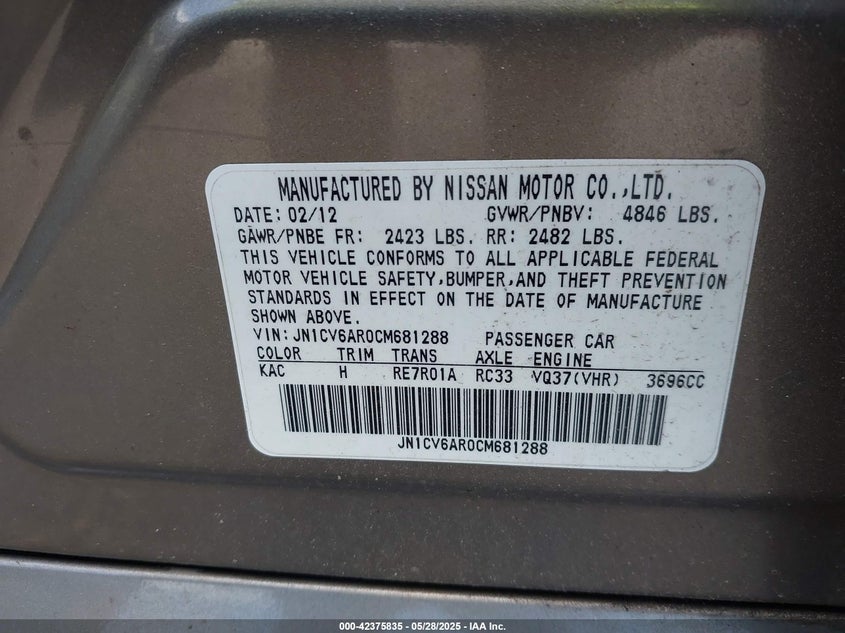 MANUFACTURED BY NISSAN MOTOR CO.,LTD.
DATE: 02/12 GVWR/PNBV: 4846 LBS.
GAWR/PNBE FR: 2423 LBS. RR: 2482 LBS.
THIS VEHICLE CONFORMS TO ALL APPLICABLE FEDERAL
MOTOR VEHICLE SAFETY,BUMPER,AND THEFT PREVENTION
STANDARDS IN EFFECT ON THE DATE OF MANUFACTURE
SHOWN ABOVE.
VIN:JN1CV6AR0CM681288 PASSENGER CAR
COLOR TRIM TRANS AXLE ENGINE
KAC H RE7R01A RC33 VQ37(VHR) 3696CC
JN1CV6AR0CM681288
000-42375835 | 05/28/2025 - IAA Inc.